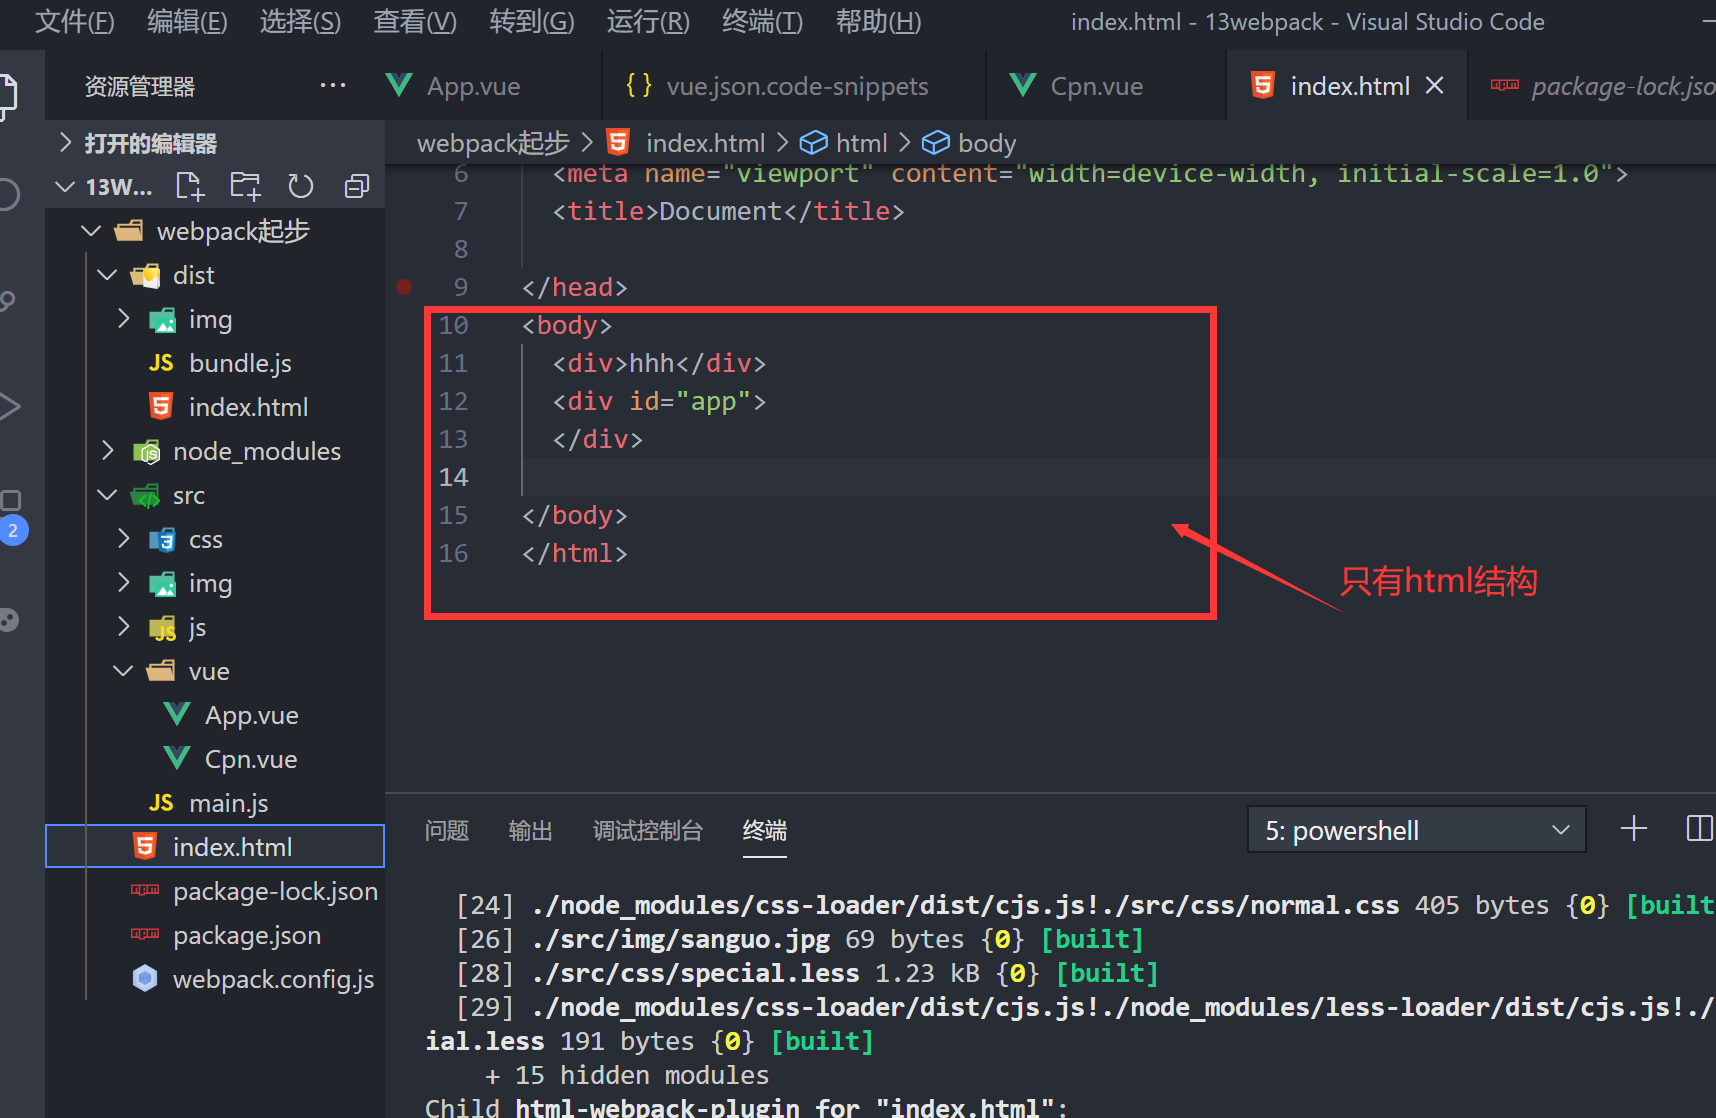 文件(F) 编辑(E) 选择(S) 查看(V) 转到(G) 运行(R) 终端(T) 帮助(H) index.html - 13webpack - Visual Studio Code
资源管理器 ··· App.vue {} vue.json.code-snippets Cpn.vue index.html package-lock.jso
打开的编辑器
13W...
webpack起步
dist
img
JS bundle.js
index.html
node_modules
src
css
img
js
vue
App.vue
Cpn.vue
JS main.js
index.html
package-lock.json
package.json
webpack.config.js
2
webpack起步 > index.html > html > body
6 <meta name="viewport" content="width=device-width, initial-scale=1.0">
7 <title>Document</title>
8
9 </head>
10 <body>
11 <div>hhh</div>
12 <div id="app">
13 </div>
14
15 </body>
16 </html>
只有html结构
问题 输出 调试控制台 终端 5: powershell
[24] ./node_modules/css-loader/dist/cjs.js!./src/css/normal.css 405 bytes {0} [built
[26] ./src/img/sanguo.jpg 69 bytes {0} [built]
[28] ./src/css/special.less 1.23 kB {0} [built]
[29] ./node_modules/css-loader/dist/cjs.js!./node_modules/less-loader/dist/cjs.js!./
ial.less 191 bytes {0} [built]
+ 15 hidden modules
Child html-webpack-plugin for "index.html":